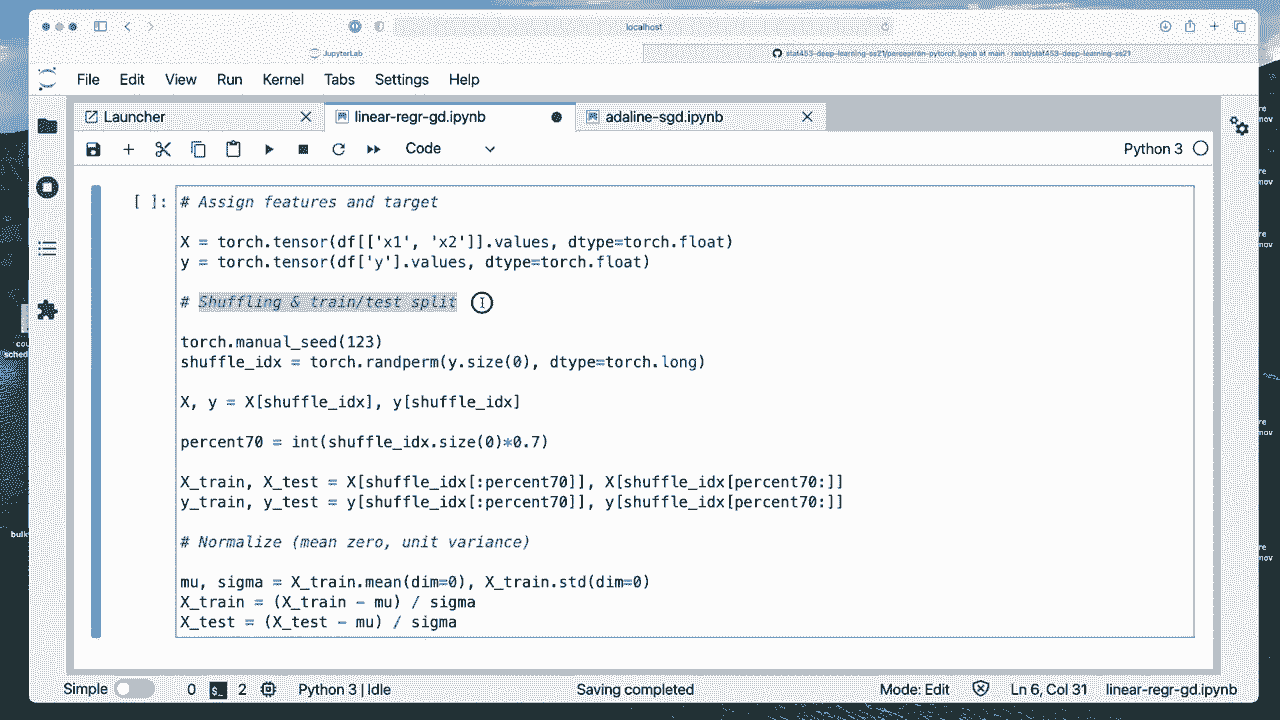 localhost
JupyterLab
stat453-deep-learning-ss21/perceptron-pytorch.ipynb at main · rasbt/stat453-deep-learning-ss21
File Edit View Run Kernel Tabs Settings Help
Launcher
linear-regr-gd.ipynb
adaline-sgd.ipynb
Code
Python 3
[ ]:
# Assign features and target
X = torch.tensor(df[['x1', 'x2']].values, dtype=torch.float)
y = torch.tensor(df['y'].values, dtype=torch.float)
# Shuffling & train/test split
torch.manual_seed(123)
shuffle_idx = torch.randperm(y.size(0), dtype=torch.long)
X, y = X[shuffle_idx], y[shuffle_idx]
percent70 = int(shuffle_idx.size(0)*0.7)
X_train, X_test = X[shuffle_idx[:percent70]], X[shuffle_idx[percent70:]]
y_train, y_test = y[shuffle_idx[:percent70]], y[shuffle_idx[percent70:]]
# Normalize (mean zero, unit variance)
mu, sigma = X_train.mean(dim=0), X_train.std(dim=0)
X_train = (X_train - mu) / sigma
X_test = (X_test - mu) / sigma
Simple 0 $_ 2 Python 3 | Idle Saving completed Mode: Edit Ln 6, Col 31 linear-regr-gd.ipynb